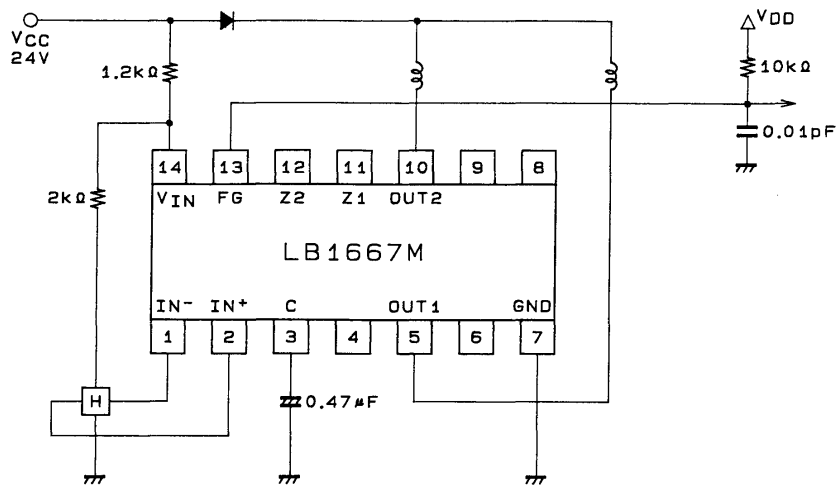 VCC
24V
1.2kΩ
VDD
10kΩ
0.01pF
2kΩ
14
13
12
11
10
9
8
VIN
FG
Z2
Z1
OUT2
LB1667M
IN-
IN+
C
OUT1
GND
1
2
3
4
5
6
7
H
0.47µF